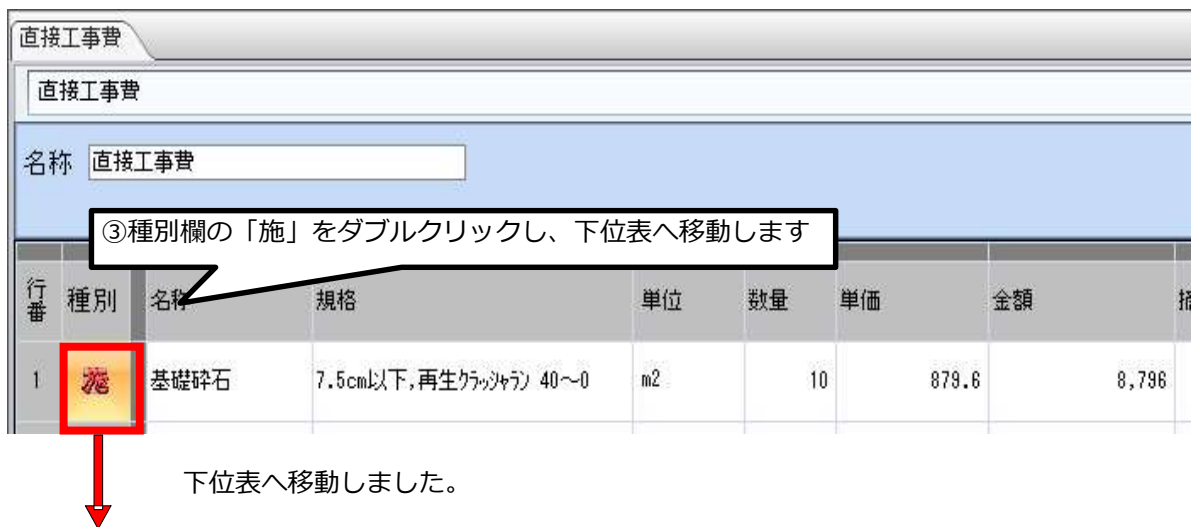 直接工事費
直接工事費
名称 直接工事費
③種別欄の「施」をダブルクリックし、下位表へ移動します
行番 種別 名称 規格 単位 数量 単価 金額 摘
1 施 基礎砕石 7.5cm以下,再生ｸﾗｯｼｬﾗﾝ 40～0 m2 10 879.6 8,796
下位表へ移動しました。